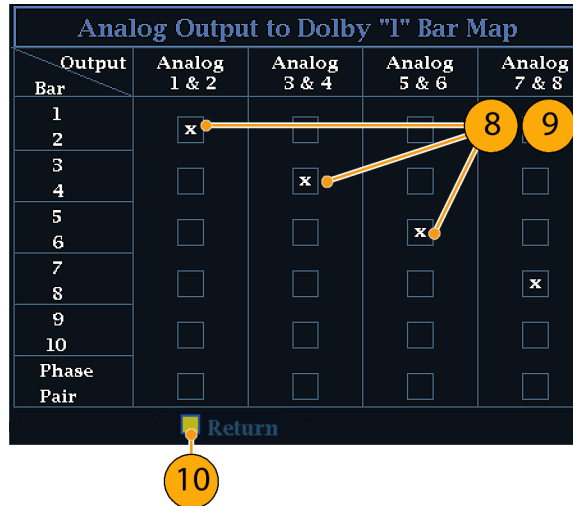 Analog Output to Dolby "1" Bar Map
Output
Bar
Analog
1 & 2
Analog
3 & 4
Analog
5 & 6
Analog
7 & 8
1
2
x
8
9
3
4
x
5
6
x
7
8
x
9
10
Phase
Pair
Return
10